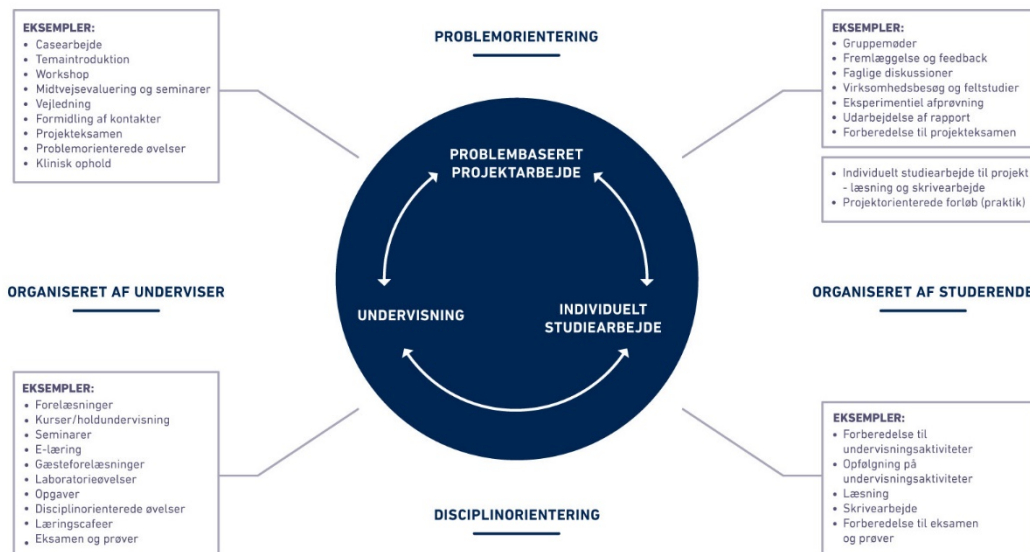 EKSEMPLER:
• Casearbejde
• Temaintroduktion
• Workshop
• Midtvejsevaluering og seminarer
• Vejledning
• Formidling af kontakter
• Projekteksamen
• Problemorienterede øvelser
• Klinisk ophold
PROBLEMORIENTERING
EKSEMPLER:
• Gruppemøder
• Fremlæggelse og feedback
• Faglige diskussioner
• Virksomhedsbesøg og feltstudier
• Eksperimentiel afprøvning
• Udarbejdelse af rapport
• Forberedelse til projekteksamen
• Individuelt studiearbejde til projekt
- læsning og skrivearbejde
• Projektorienterede forløb (praktik)
PROBLEMBASERET
PROJEKTARBEJDE
ORGANISERET AF UNDERVISER
UNDERVISNING
INDIVIDUELT
STUDIEARBEJDE
ORGANISERET AF STUDERENDE
EKSEMPLER:
• Forelæsninger
• Kurser/holdundervisning
• Seminarer
• E-læring
• Gæsteforelæsninger
• Laboratorieøvelser
• Opgaver
• Disciplinorienterede øvelser
• Læringscafeer
• Eksamen og prøver
DISCIPLINORIENTERING
EKSEMPLER:
• Forberedelse til
undervisningsaktiviteter
• Opfølgning på
undervisningsaktiviteter
• Læsning
• Skrivearbejde
• Forberedelse til eksamen
og prøver